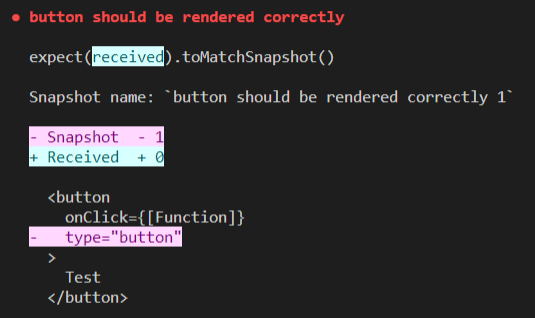 ● button should be rendered correctly
expect(received).toMatchSnapshot()
Snapshot name: `button should be rendered correctly 1`
- Snapshot  - 1
+ Received  + 0
  <button
    onClick={[Function]}
-   type="button"
  >
    Test
  </button>